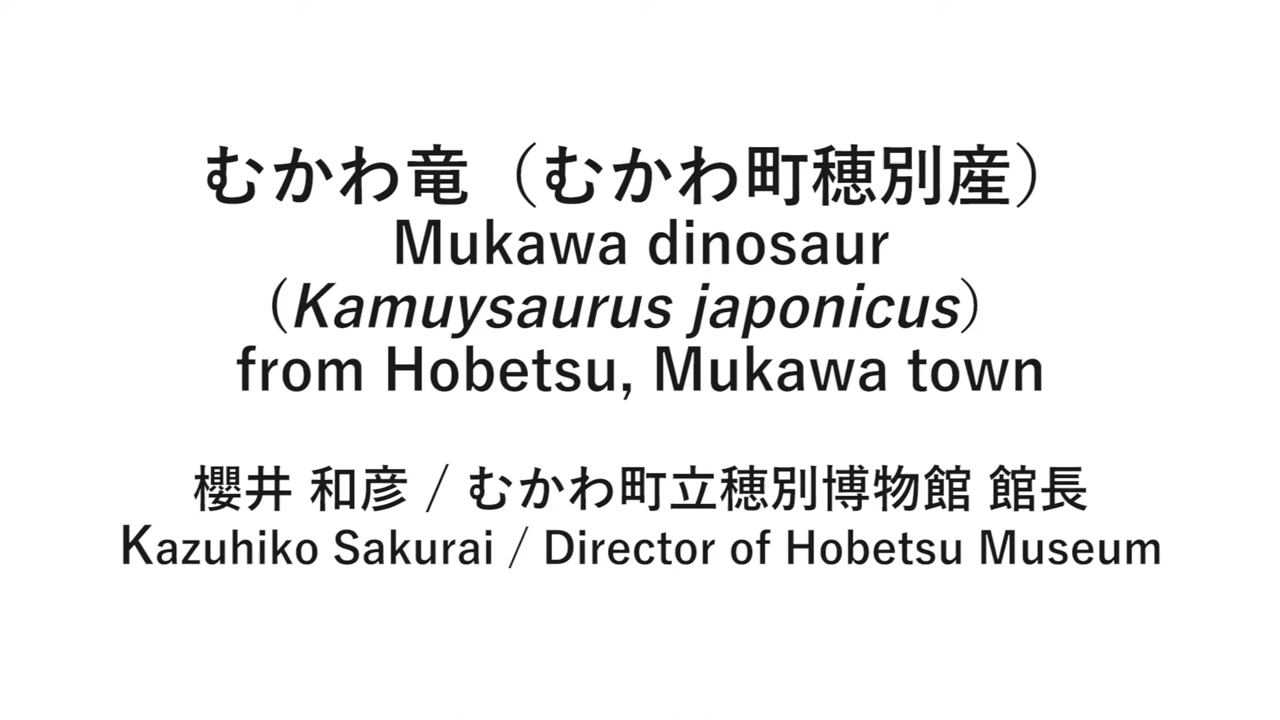 むかわ竜（むかわ町穂別産）
Mukawa dinosaur
（Kamuysaurus japonicus）
from Hobetsu, Mukawa town
櫻井 和彦 / むかわ町立穂別博物館 館長
Kazuhiko Sakurai / Director of Hobetsu Museum